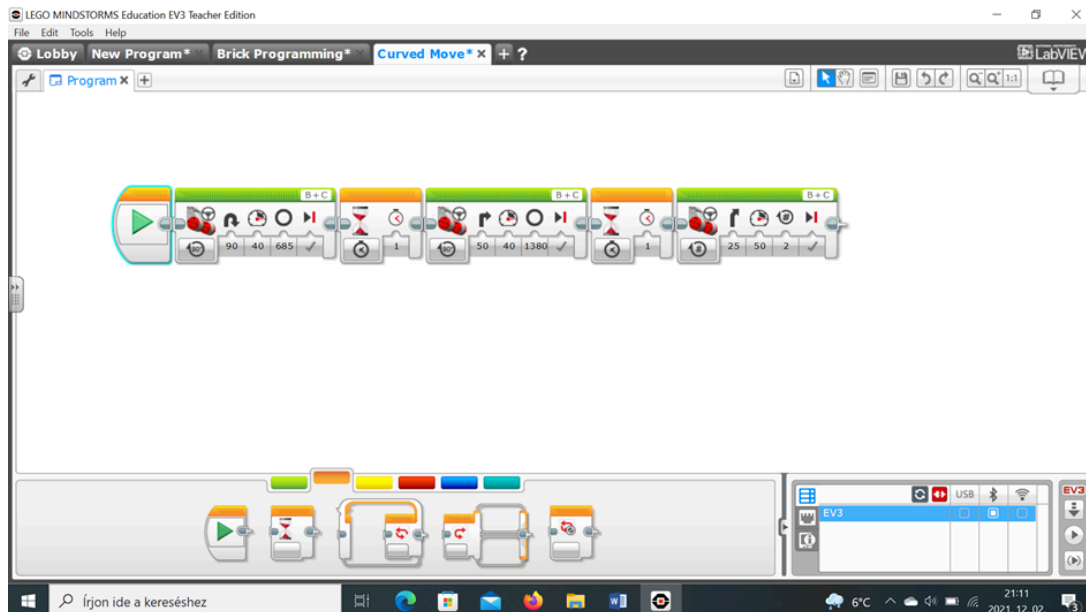 LEGO MINDSTORMS Education EV3 Teacher Edition
File Edit Tools Help
Lobby New Program* Brick Programming* Curved Move* × + ? LabVIEW
Program × +
1:1
B+C B+C B+C
90 40 685 1 50 40 1380 1 25 50 2
USB EV3
EV3
Írjon ide a kereséshez 6°C 21:11
2021. 12. 02.